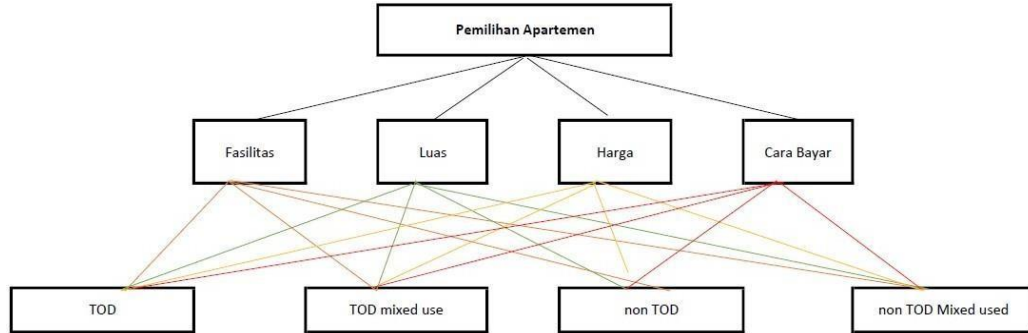 Pemilihan Apartemen
Fasilitas
Luas
Harga
Cara Bayar
TOD
TOD mixed use
non TOD
non TOD Mixed used